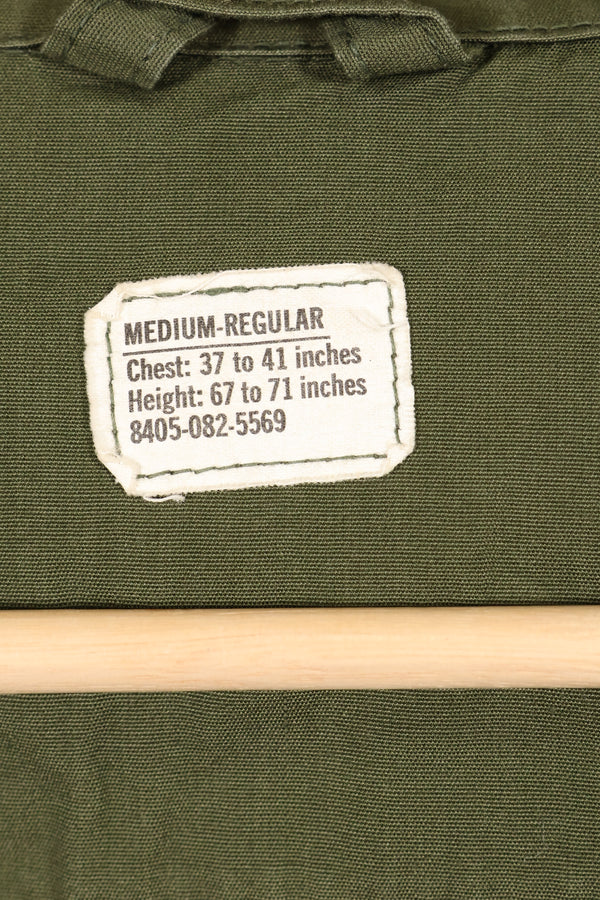 MEDIUM-REGULAR
Chest: 37 to 41 inches
Height: 67 to 71 inches
8405-082-5569